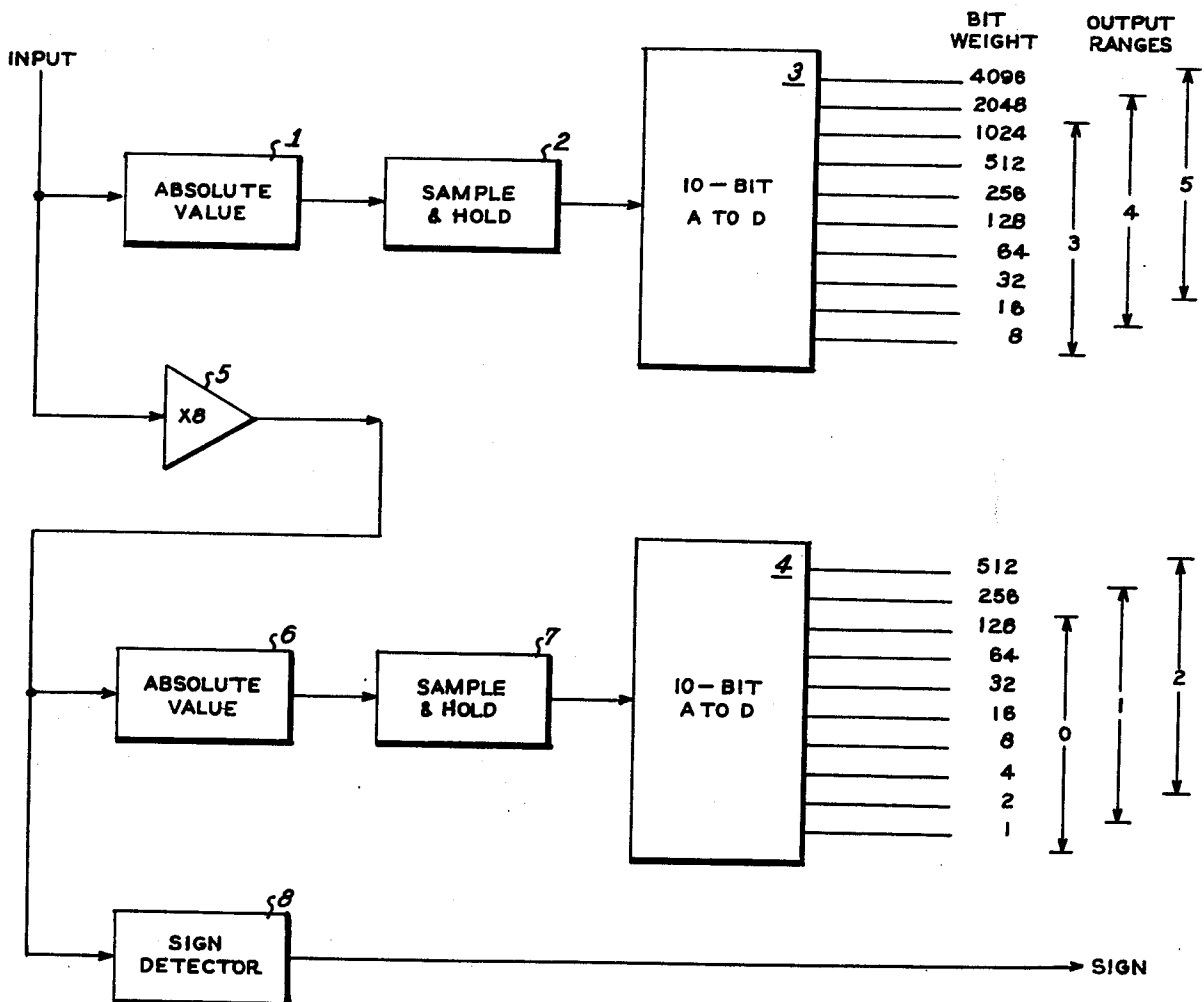 BIT WEIGHT
OUTPUT RANGES
INPUT
3
4096
2048
1024
512
256
128
64
32
16
8
3
4
5
1
ABSOLUTE
VALUE
2
SAMPLE
& HOLD
10-BIT
A TO D
5
X8
4
512
256
128
64
32
16
8
4
2
1
0
1
2
6
ABSOLUTE
VALUE
7
SAMPLE
& HOLD
10-BIT
A TO D
8
SIGN
DETECTOR
SIGN